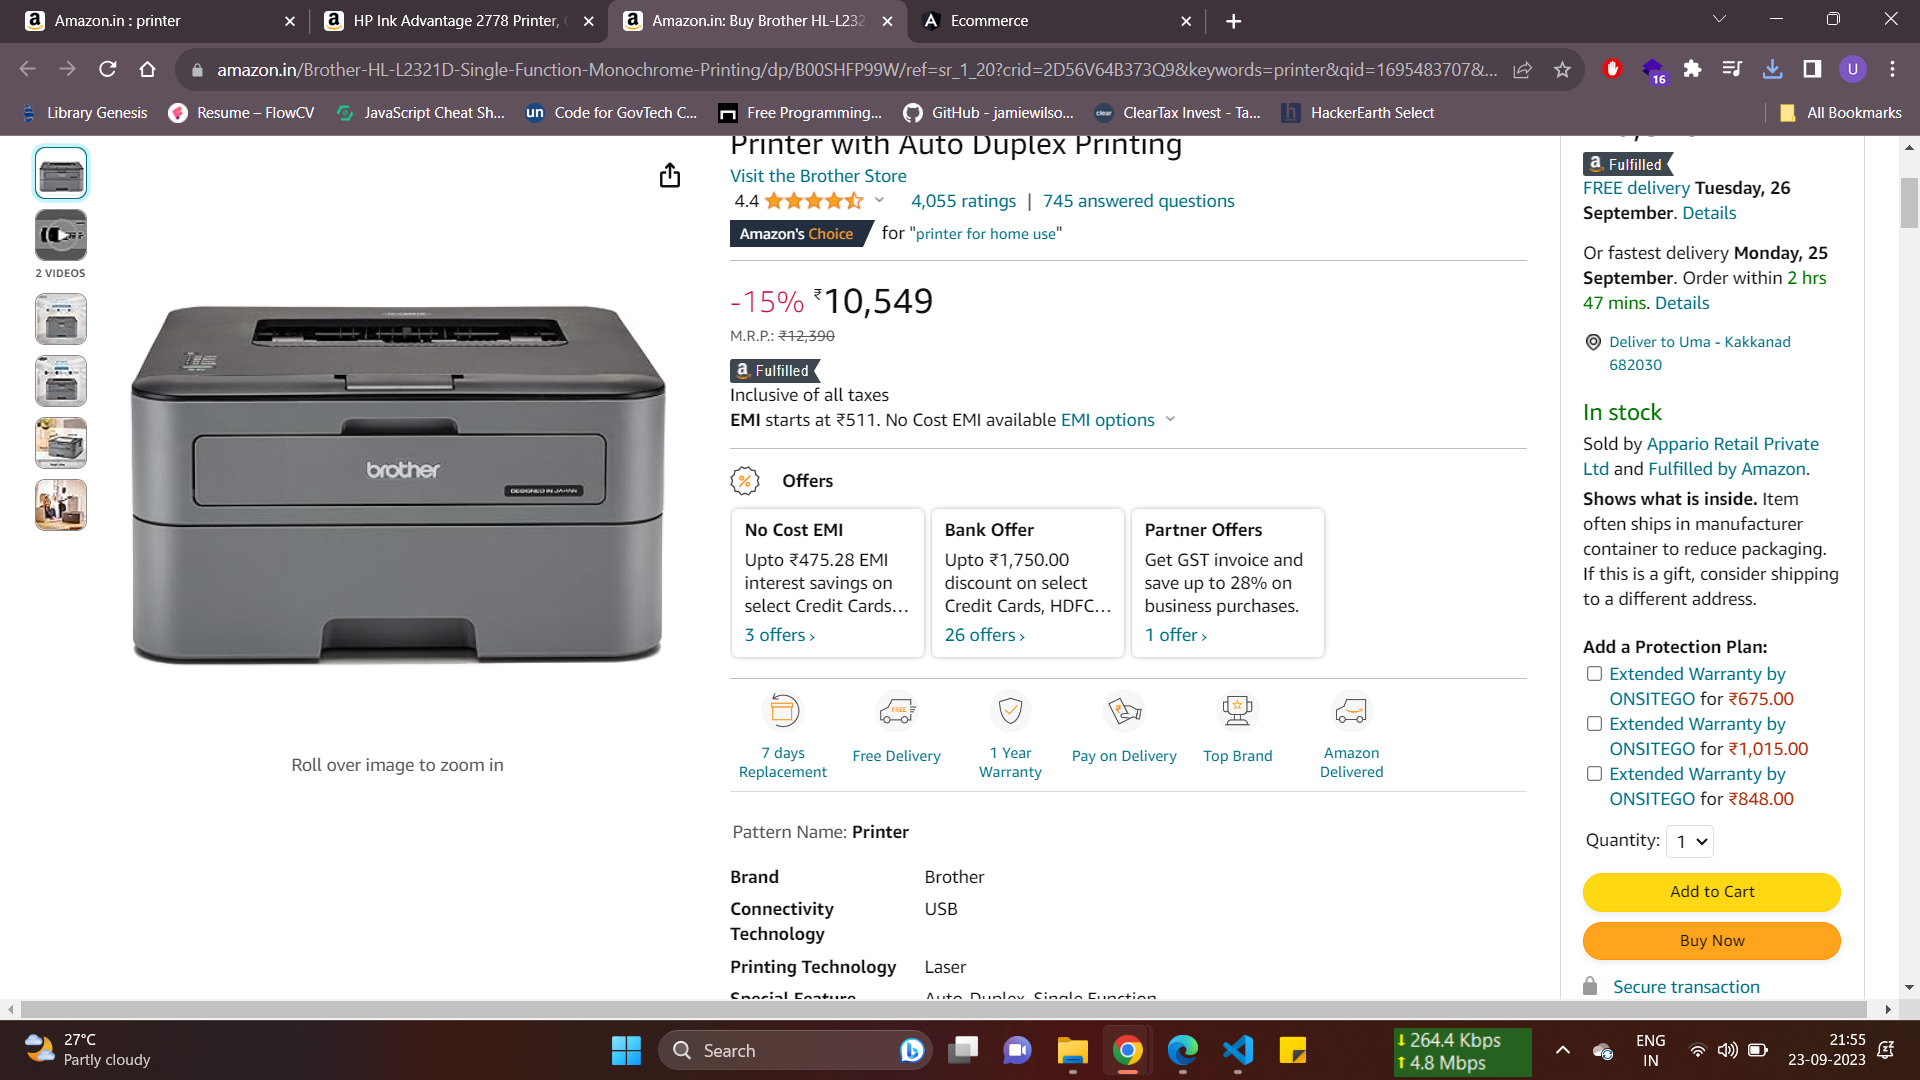 Amazon.in : printer
HP Ink Advantage 2778 Printer,
Amazon.in: Buy Brother HL-L232
Ecommerce
amazon.in/Brother-HL-L2321D-Single-Function-Monochrome-Printing/dp/B00SHFP99W/ref=sr_1_20?crid=2D56V64B373Q9&keywords=printer&qid=1695483707&...
16
U
Library Genesis
Resume – FlowCV
JavaScript Cheat Sh...
un Code for GovTech C...
Free Programming...
GitHub - jamiewilso...
clear ClearTax Invest - Ta...
h HackerEarth Select
All Bookmarks
2 VIDEOS
brother
DESIGNED IN JAPAN
Roll over image to zoom in
Printer with Auto Duplex Printing
Visit the Brother Store
4.4
4,055 ratings | 745 answered questions
Amazon's Choice for "printer for home use"
-15% ₹10,549
M.R.P.: ₹12,390
a Fulfilled
Inclusive of all taxes
EMI starts at ₹511. No Cost EMI available EMI options
Offers
No Cost EMI
Upto ₹475.28 EMI
interest savings on
select Credit Cards...
3 offers ›
Bank Offer
Upto ₹1,750.00
discount on select
Credit Cards, HDFC...
26 offers ›
Partner Offers
Get GST invoice and
save up to 28% on
business purchases.
1 offer ›
7 days
Replacement
FREE
Free Delivery
1 Year
Warranty
Pay on Delivery
Top Brand
Amazon
Delivered
Pattern Name: Printer
Brand Brother
Connectivity
Technology
USB
Printing Technology Laser
Special Feature Auto-Duplex, Single Function
a Fulfilled
FREE delivery Tuesday, 26
September. Details
Or fastest delivery Monday, 25
September. Order within 2 hrs
47 mins. Details
Deliver to Uma - Kakkanad
682030
In stock
Sold by Appario Retail Private
Ltd and Fulfilled by Amazon.
Shows what is inside. Item
often ships in manufacturer
container to reduce packaging.
If this is a gift, consider shipping
to a different address.
Add a Protection Plan:
Extended Warranty by
ONSITEGO for ₹675.00
Extended Warranty by
ONSITEGO for ₹1,015.00
Extended Warranty by
ONSITEGO for ₹848.00
Quantity: 1
Add to Cart
Buy Now
Secure transaction
27°C
Partly cloudy
Search
264.4 Kbps
4.8 Mbps
ENG
IN
21:55
23-09-2023